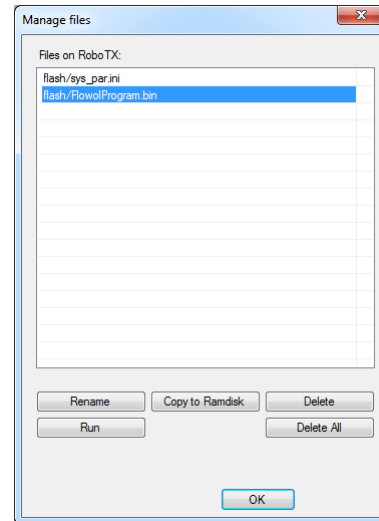 Manage files
Files on RoboTX:
flash/sys_par.ini
flash/FlowolProgram.bin
Rename Copy to Ramdisk Delete
Run Delete All
OK